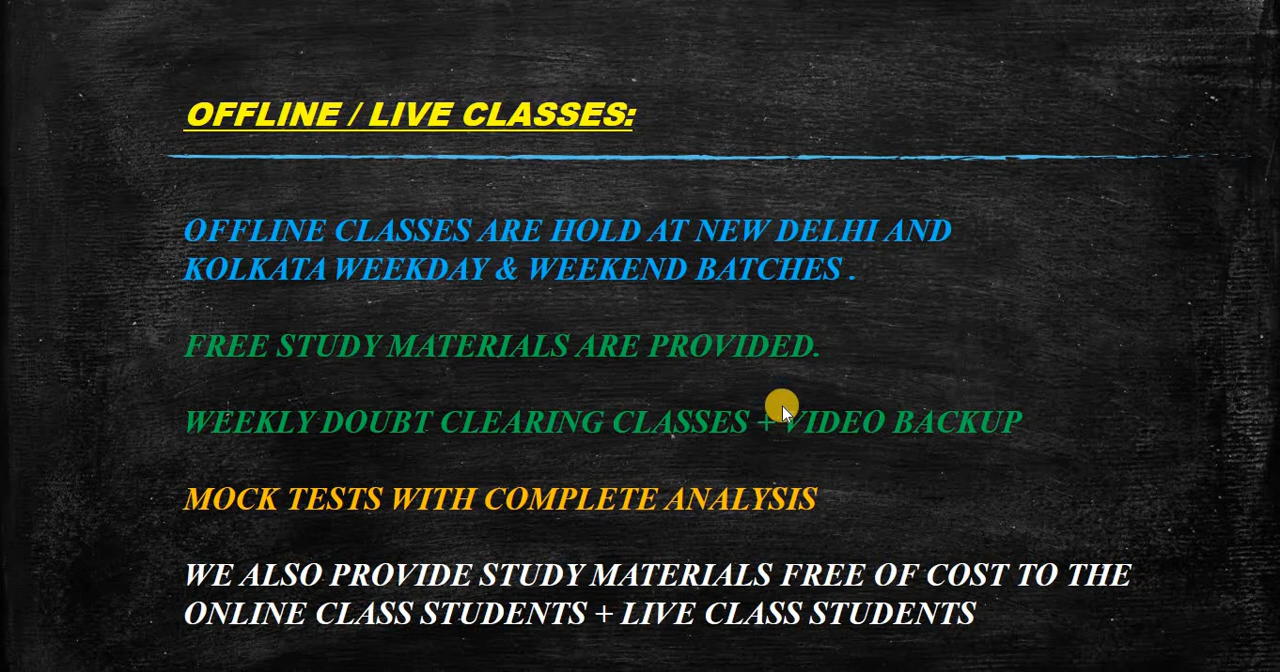 OFFLINE / LIVE CLASSES:
OFFLINE CLASSES ARE HOLD AT NEW DELHI AND
KOLKATA WEEKDAY & WEEKEND BATCHES .
FREE STUDY MATERIALS ARE PROVIDED.
WEEKLY DOUBT CLEARING CLASSES + VIDEO BACKUP
MOCK TESTS WITH COMPLETE ANALYSIS
WE ALSO PROVIDE STUDY MATERIALS FREE OF COST TO THE
ONLINE CLASS STUDENTS + LIVE CLASS STUDENTS